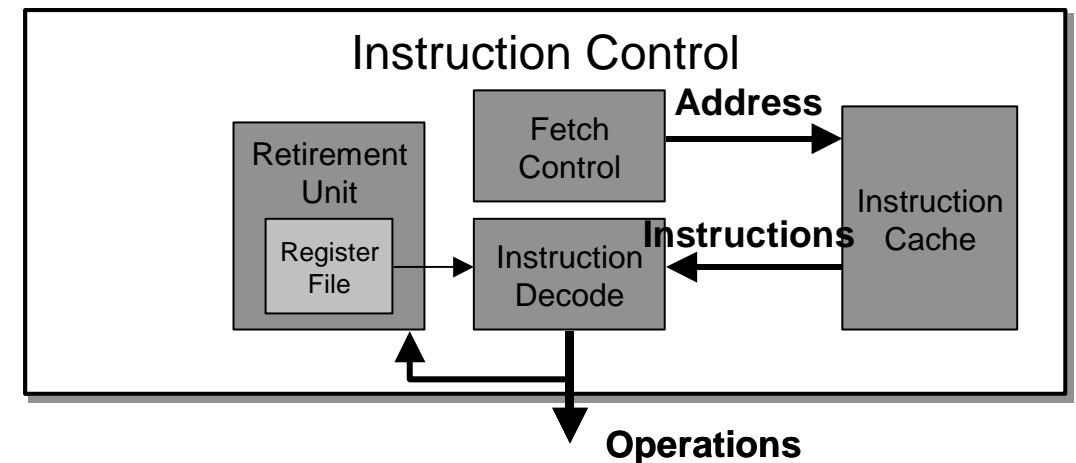 Instruction Control
Address
Fetch
Control
Retirement
Unit
Instruction
Cache
Instructions
Register
File
Instruction
Decode
Operations